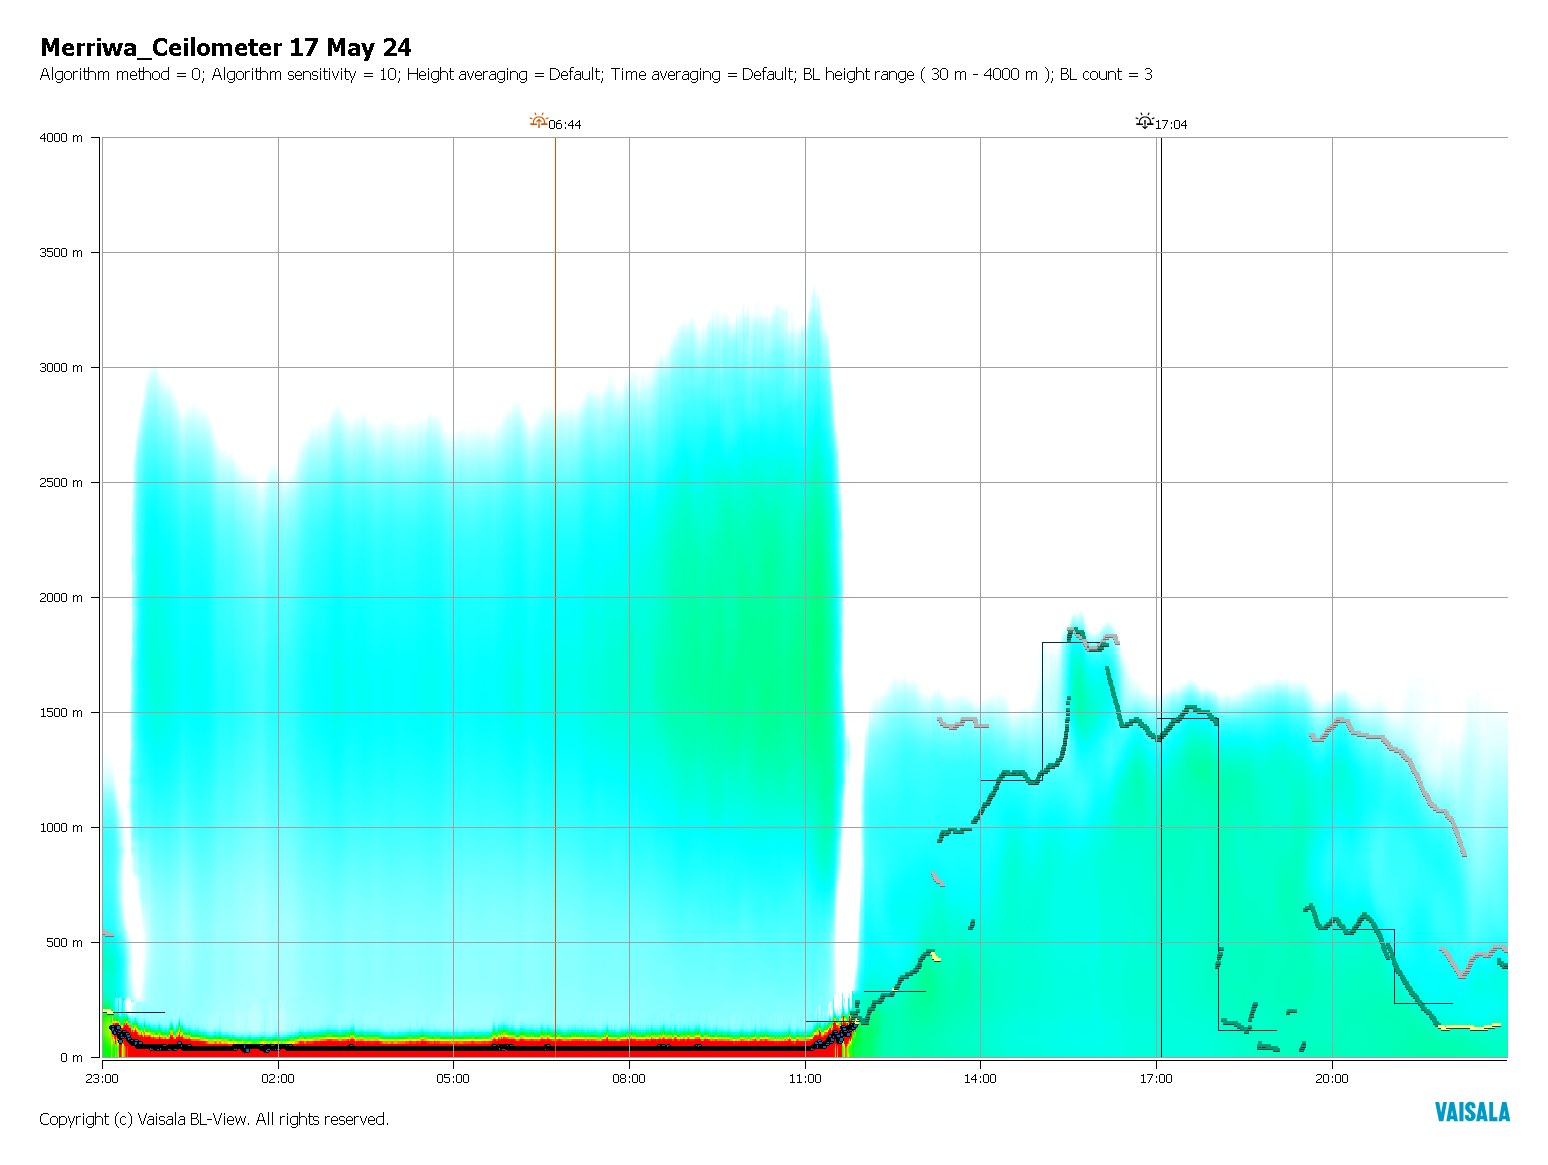 Merriwa_Ceilometer 17 May 24
Algorithm method = 0; Algorithm sensitivity = 10; Height averaging = Default; Time averaging = Default; BL height range ( 30 m - 4000 m ); BL count = 3
06:44
17:04
4000 m
3500 m
3000 m
2500 m
2000 m
1500 m
1000 m
500 m
0 m
23:00
02:00
05:00
08:00
11:00
14:00
17:00
20:00
Copyright (c) Vaisala BL-View. All rights reserved.
VAISALA